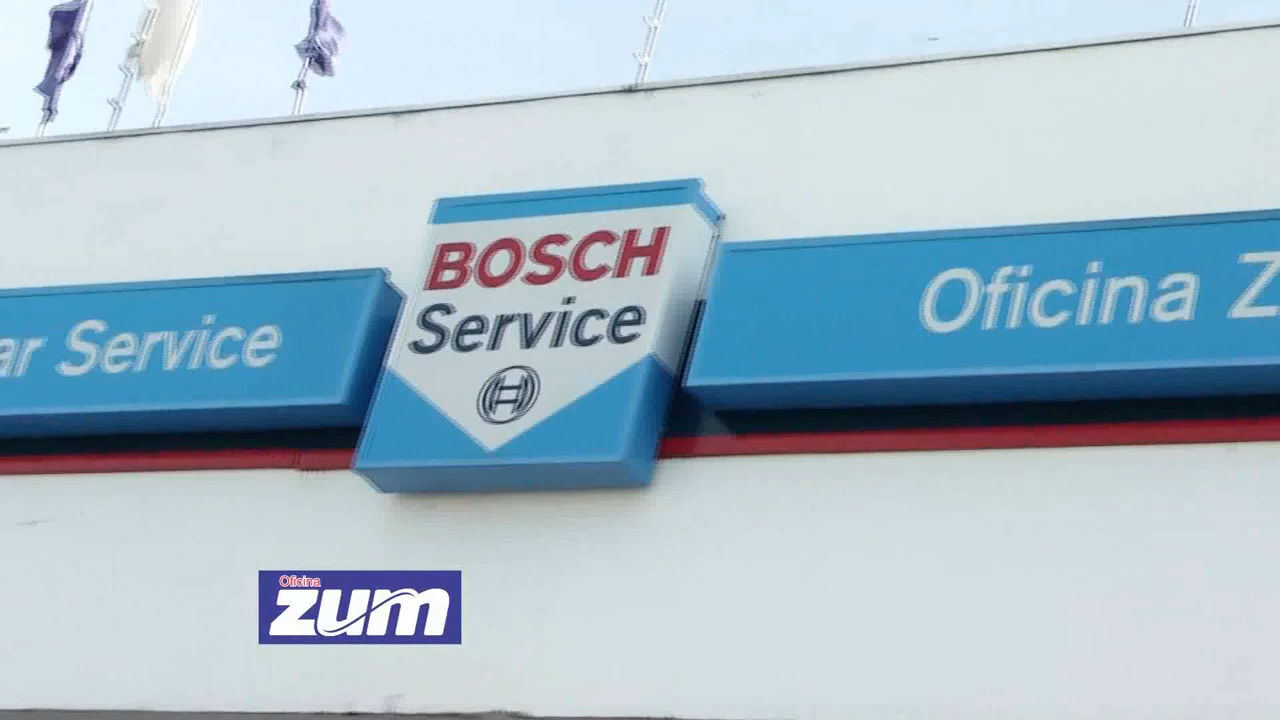 BOSCH
Service
ar Service
Oficina Z
Oficina
zum